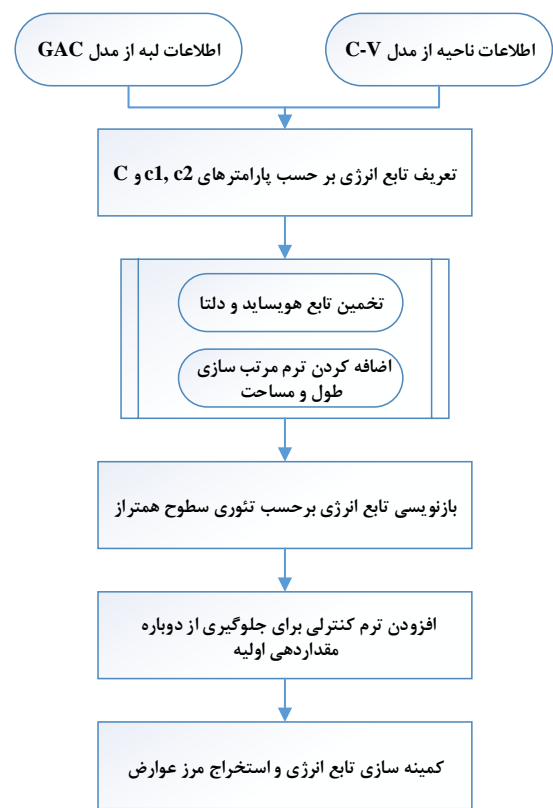 اطلاعات ناحیه از مدل C-V
اطلاعات لبه از مدل GAC
تعریف تابع انرژی بر حسب پارامترهای c1, c2 و C
تخمین تابع هویساید و دلتا
اضافه کردن ترم مرتب سازی
طول و مساحت
بازنویسی تابع انرژی برحسب تئوری سطوح همتراز
افزودن ترم کنترلی برای جلوگیری از دوباره
مقداردهی اولیه
کمینه سازی تابع انرژی و استخراج مرز عوارض